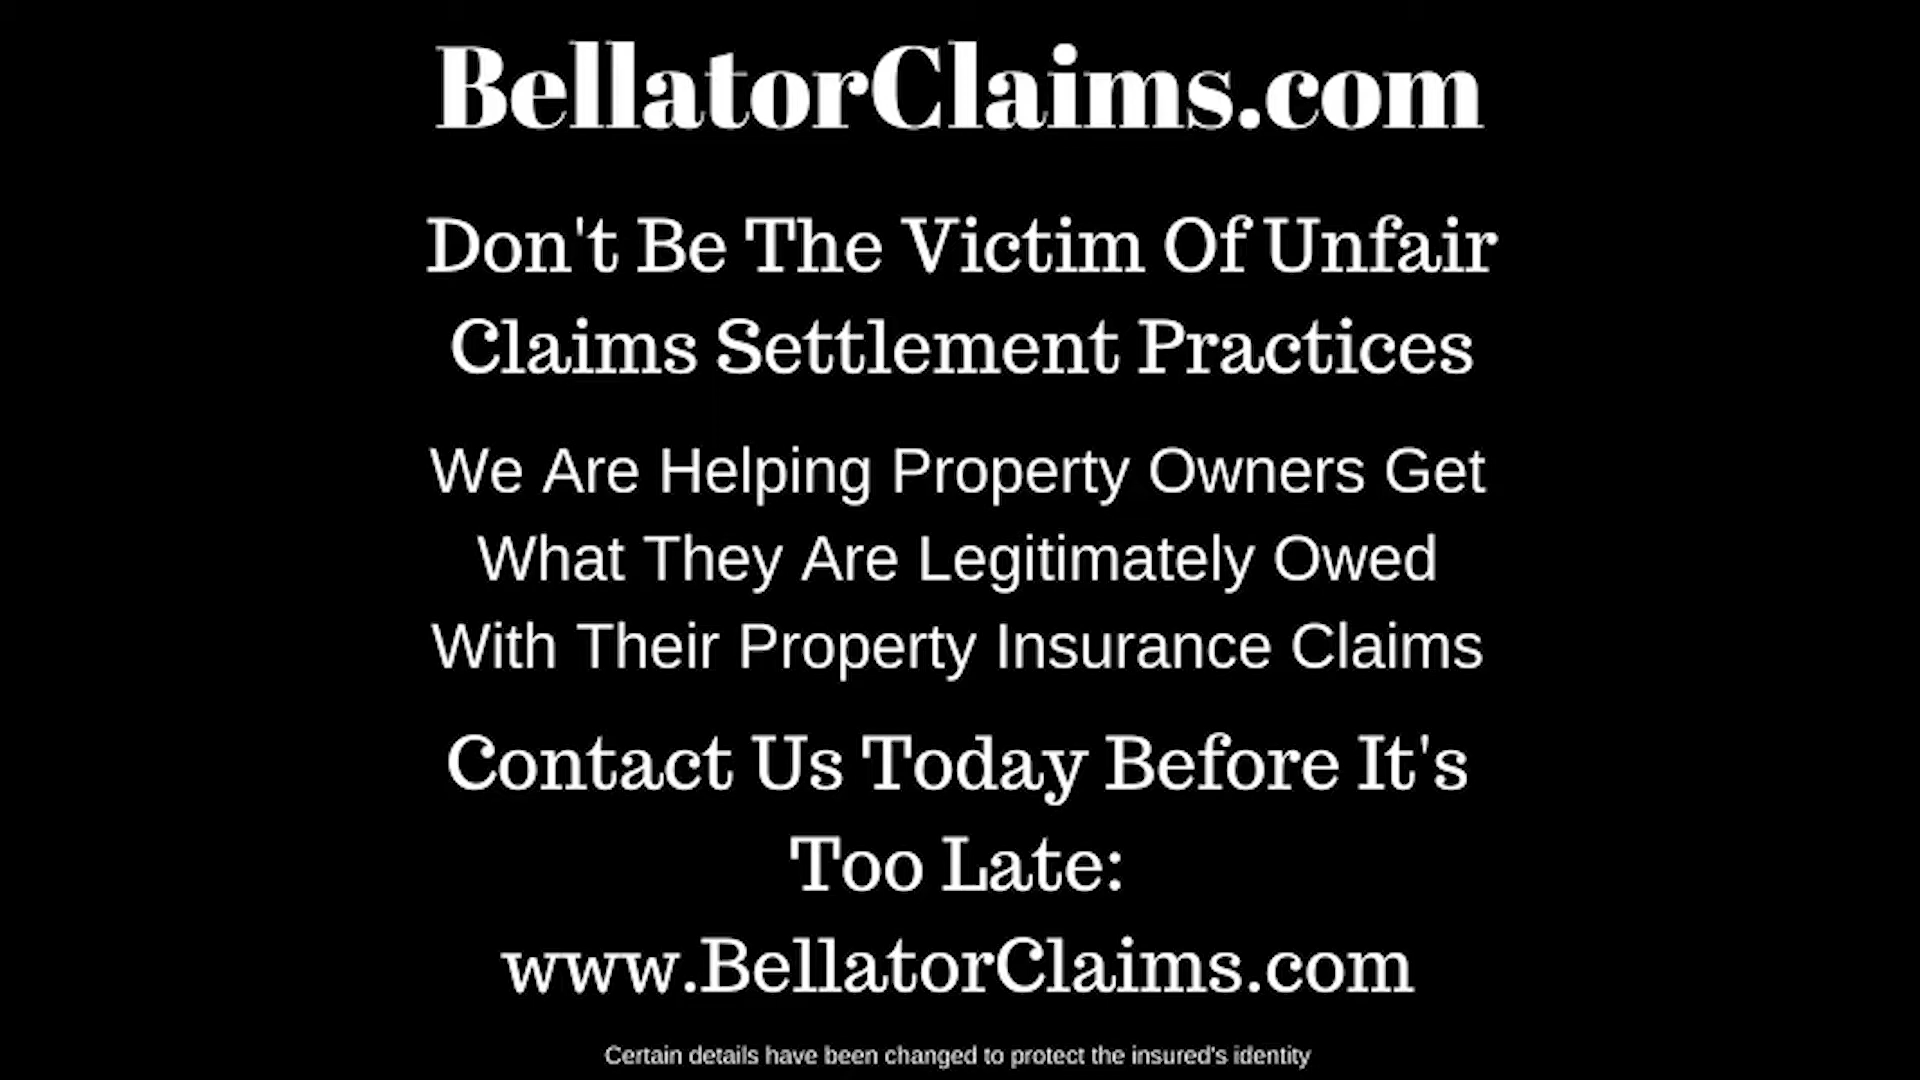 BellatorClaims.com
Don't Be The Victim Of Unfair
Claims Settlement Practices
We Are Helping Property Owners Get
What They Are Legitimately Owed
With Their Property Insurance Claims
Contact Us Today Before It's
Too Late:
www.BellatorClaims.com
Certain details have been changed to protect the insured's identity